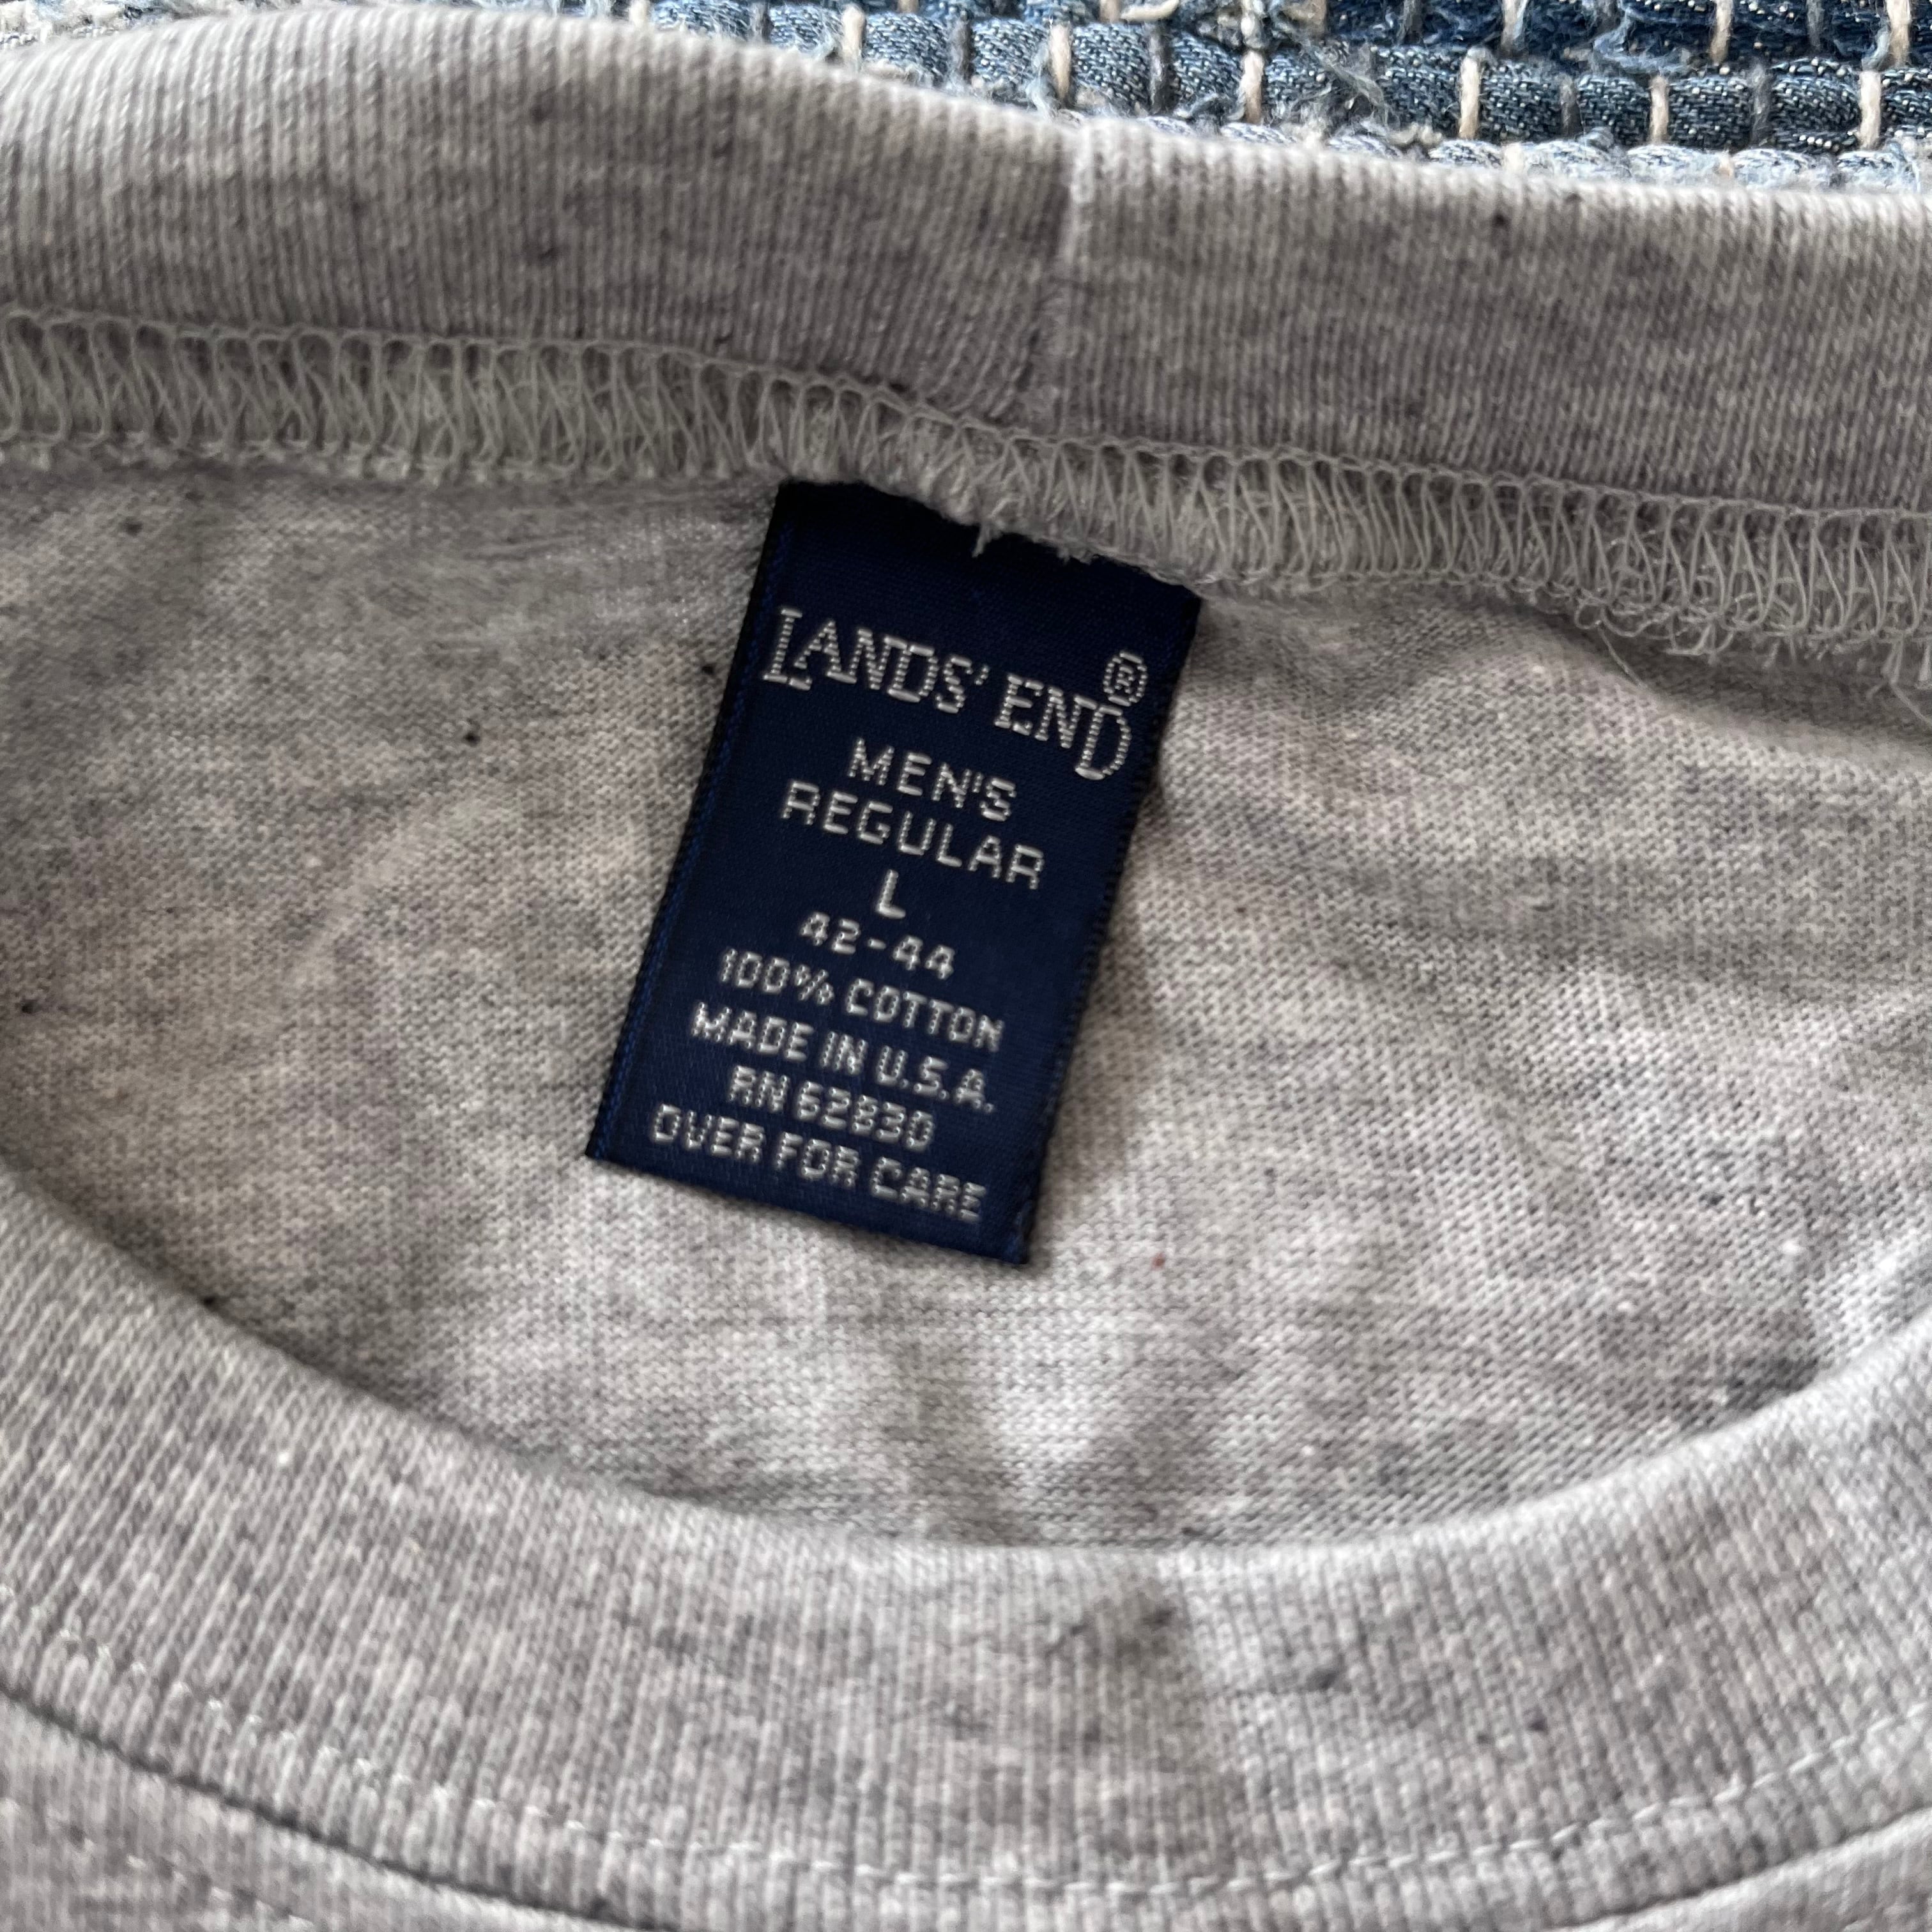 LANDS' END®
MEN'S
REGULAR
L
42-44
100% COTTON
MADE IN U.S.A.
RN 62830
OVER FOR CARE